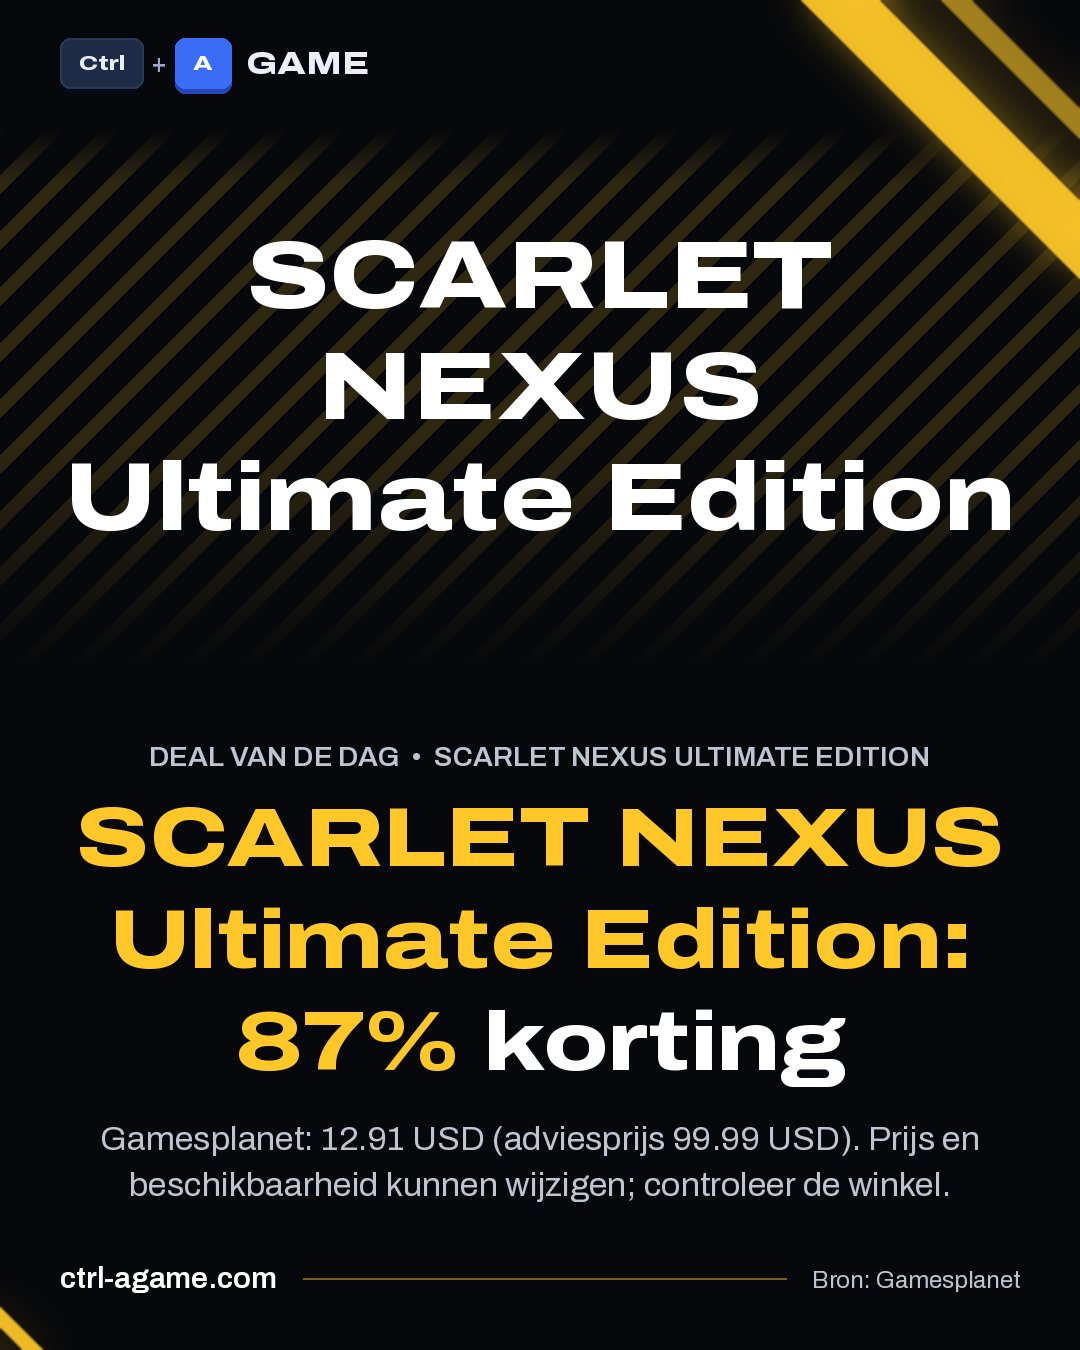 Ctrl + A GAME
SCARLET
NEXUS
Ultimate Edition
DEAL VAN DE DAG • SCARLET NEXUS ULTIMATE EDITION
SCARLET NEXUS
Ultimate Edition:
87% korting
Gamesplanet: 12.91 USD (adviesprijs 99.99 USD). Prijs en
beschikbaarheid kunnen wijzigen; controleer de winkel.
ctrl-agame.com
Bron: Gamesplanet